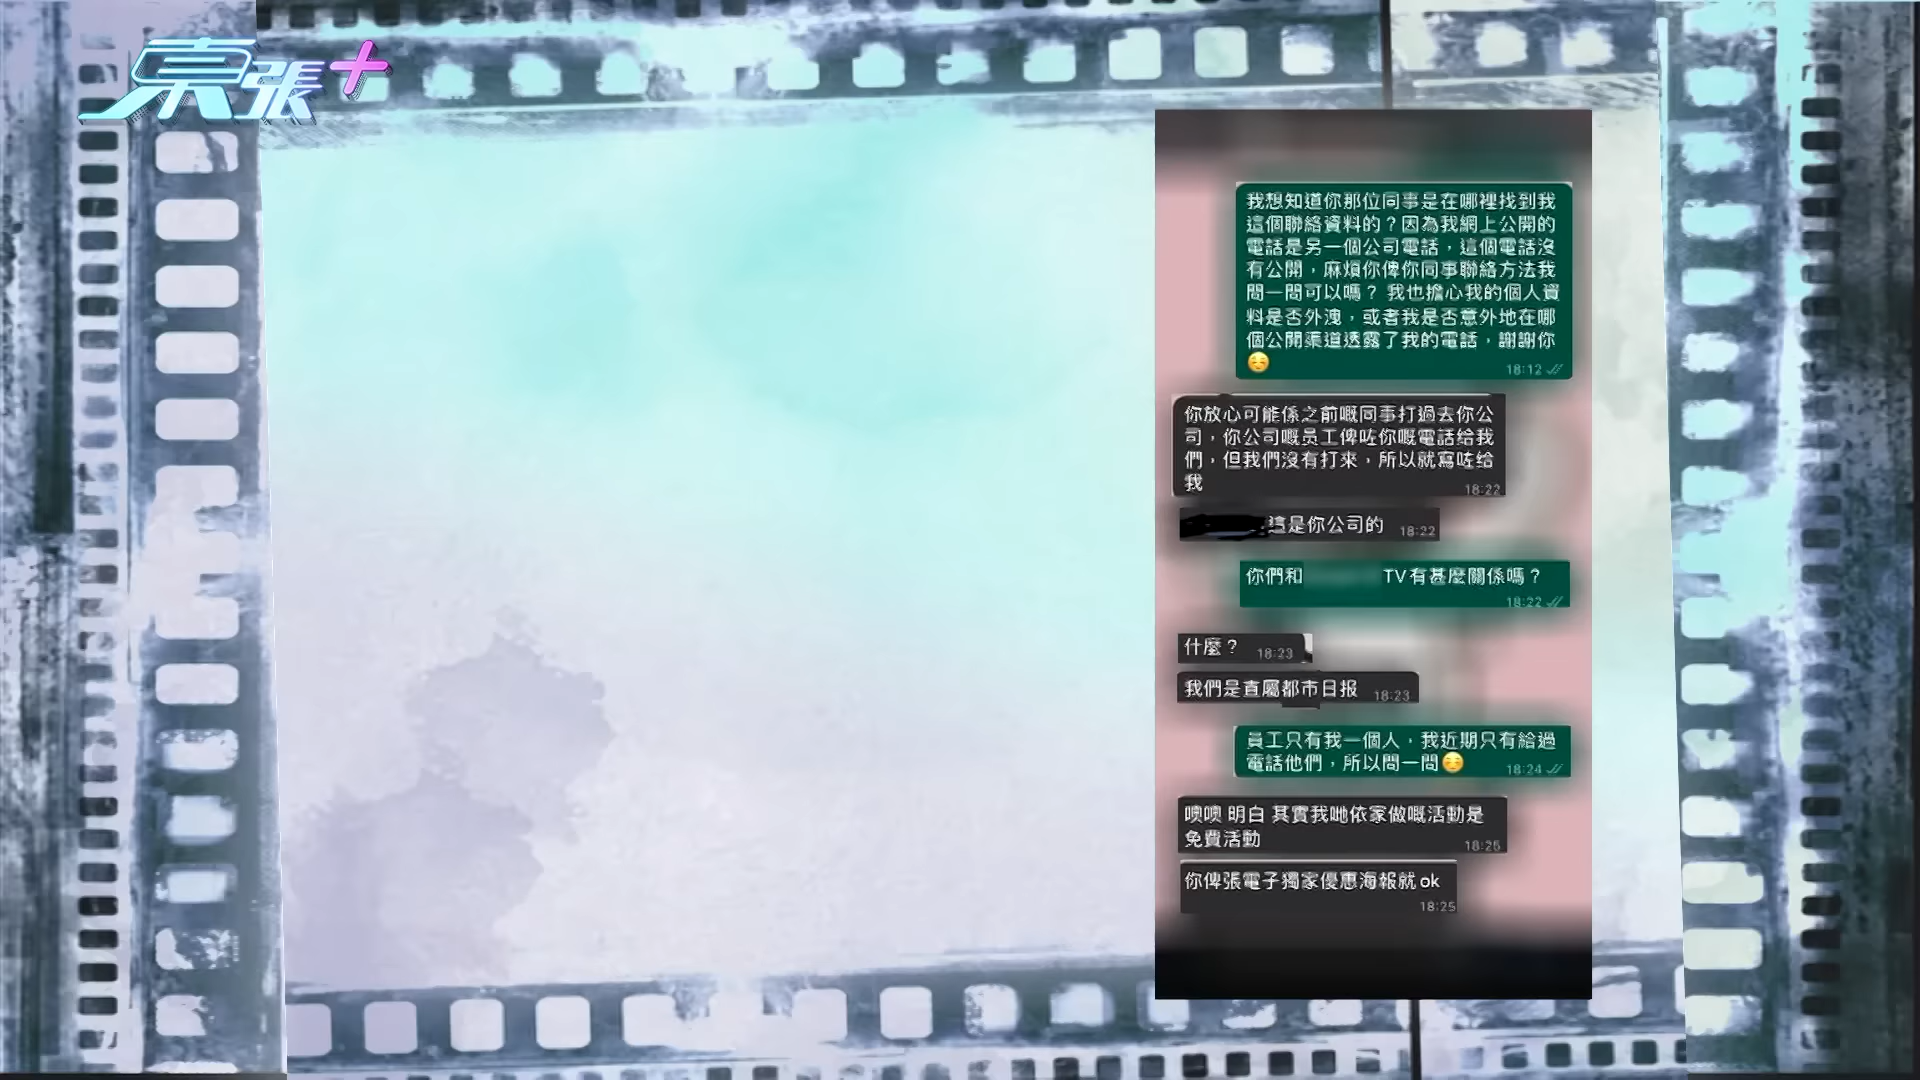 東張+
我想知道你那位同事是在哪裡找到我
這個聯絡資料的？因為我網上公開的
電話是另一個公司電話，這個電話沒
有公開，麻煩你俾你同事聯絡方法我
問一問可以嗎？ 我也擔心我的個人資
料是否外洩，或者我是否意外地在哪
個公開渠道透露了我的電話，謝謝你
☺️
18:12
你放心可能係之前嘅同事打過去你公
司，你公司嘅员工俾咗你嘅電話给我
們，但我們沒有打來，所以就寫咗给
我
18:22
這是你公司的 18:22
你們和 TV有甚麼關係嗎？
18:22
什麼？ 18:23
我們是直屬都市日报 18:23
員工只有我一個人，我近期只有給過
電話他們，所以問一問☺️ 18:24
噢噢 明白 其實我哋依家做嘅活動是
免費活動 18:25
你俾張電子獨家優惠海報就ok
18:25